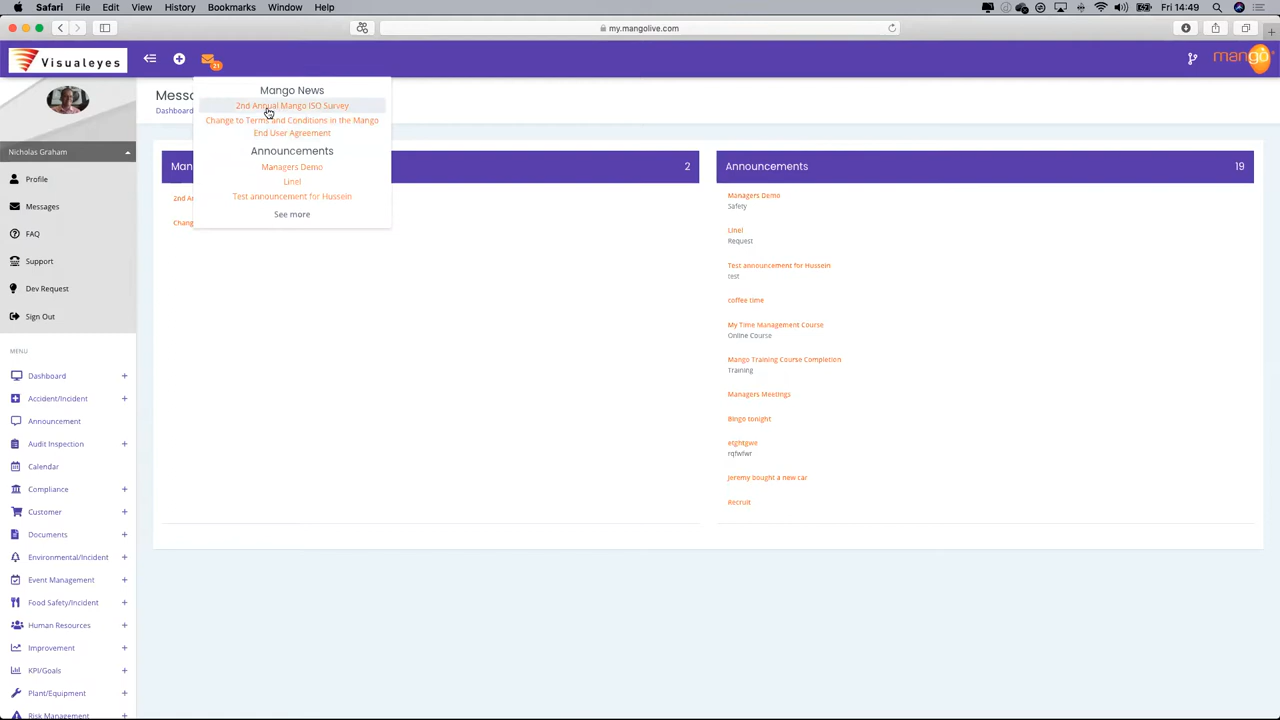 Safari File Edit View History Bookmarks Window Help
Fri 14:49
my.mangolive.com
Visualeyes
21
mango
Mango News
2nd Annual Mango ISO Survey
Change to Terms and Conditions in the Mango
End User Agreement
Announcements
Managers Demo
Linel
Test announcement for Hussein
See more
Messa
Dashboard
Nicholas Graham
Profile
Messages
FAQ
Support
Dev Request
Sign Out
MENU
Dashboard +
Accident/Incident +
Announcement
Audit Inspection +
Calendar
Compliance +
Customer +
Documents +
Environmental/Incident +
Event Management +
Food Safety/Incident +
Human Resources +
Improvement +
KPI/Goals +
Plant/Equipment +
Risk Management +
Man 2
2nd An
Chang
Announcements 19
Managers Demo
Safety
Linel
Request
Test announcement for Hussein
test
coffee time
My Time Management Course
Online Course
Mango Training Course Completion
Training
Managers Meetings
Bingo tonight
etghtgwe
rqfwfwr
Jeremy bought a new car
Recruit